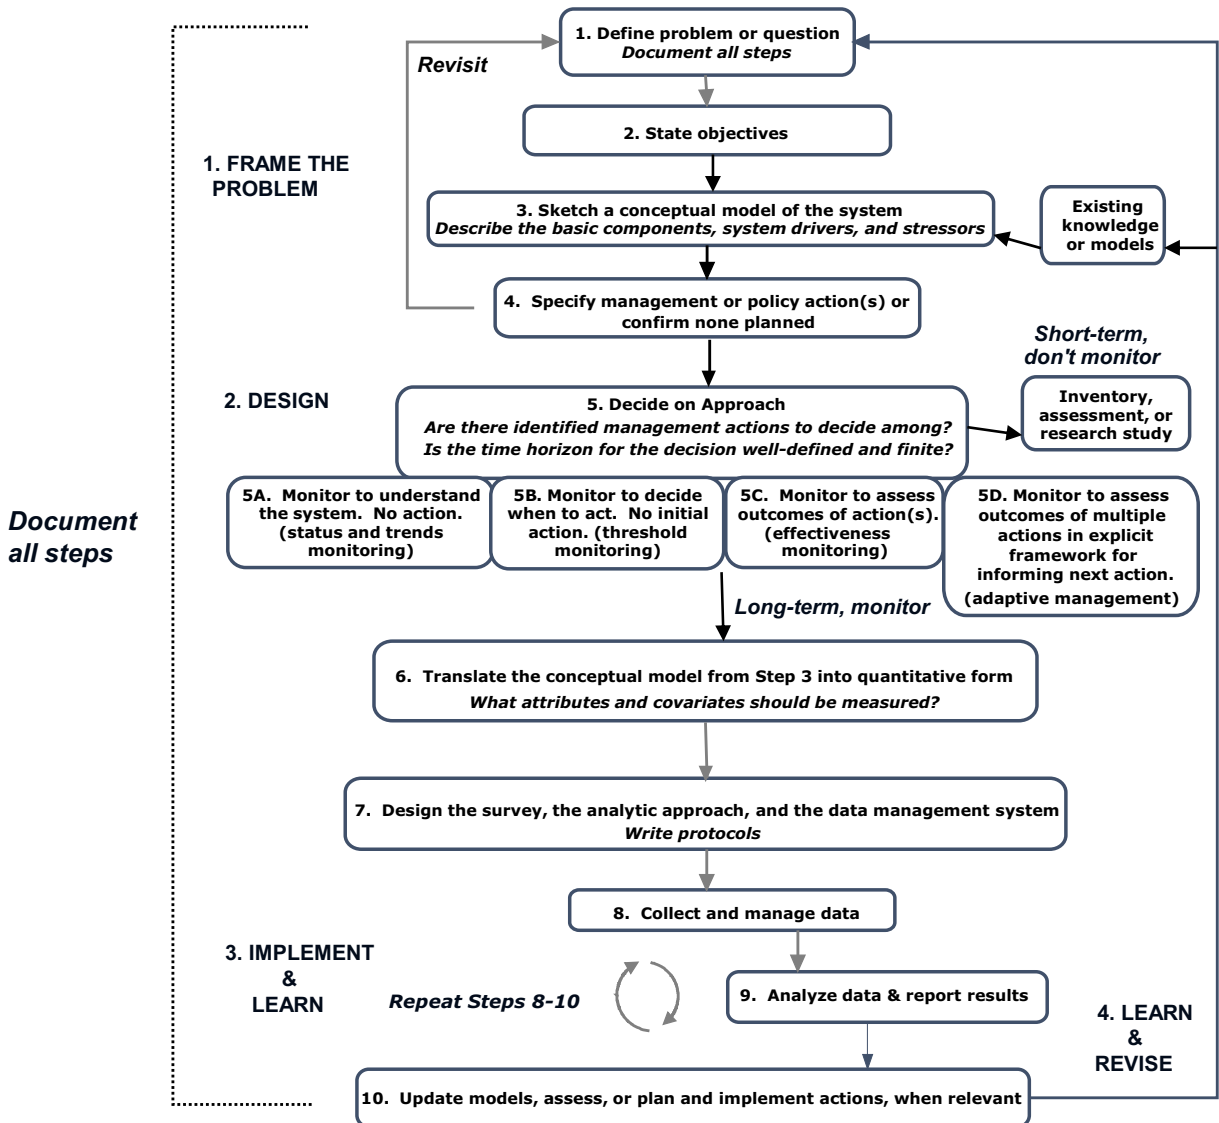 1. Define problem or question
Document all steps
Revisit
2. State objectives
1. FRAME THE
PROBLEM
3. Sketch a conceptual model of the system
Describe the basic components, system drivers, and stressors
Existing
knowledge
or models
4. Specify management or policy action(s) or
confirm none planned
Short-term,
don't monitor
2. DESIGN
5. Decide on Approach
Are there identified management actions to decide among?
Is the time horizon for the decision well-defined and finite?
Inventory,
assessment, or
research study
5A. Monitor to understand
the system. No action.
(status and trends
monitoring)
5B. Monitor to decide
when to act. No initial
action. (threshold
monitoring)
5C. Monitor to assess
outcomes of action(s).
(effectiveness
monitoring)
5D. Monitor to assess
outcomes of multiple
actions in explicit
framework for
informing next action.
(adaptive management)
Document
all steps
Long-term, monitor
6. Translate the conceptual model from Step 3 into quantitative form
What attributes and covariates should be measured?
7. Design the survey, the analytic approach, and the data management system
Write protocols
8. Collect and manage data
3. IMPLEMENT
&
LEARN
Repeat Steps 8-10
9. Analyze data & report results
4. LEARN
&
REVISE
10. Update models, assess, or plan and implement actions, when relevant